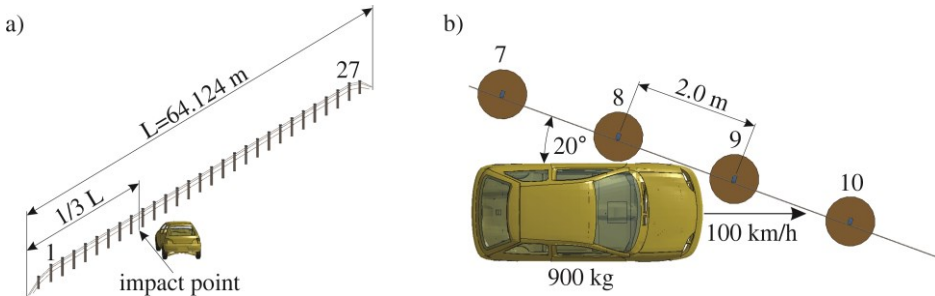 a)
L=64.124 m
27
1/3 L
1
impact point
b)
7
8
2.0 m
20°
9
10
100 km/h
900 kg